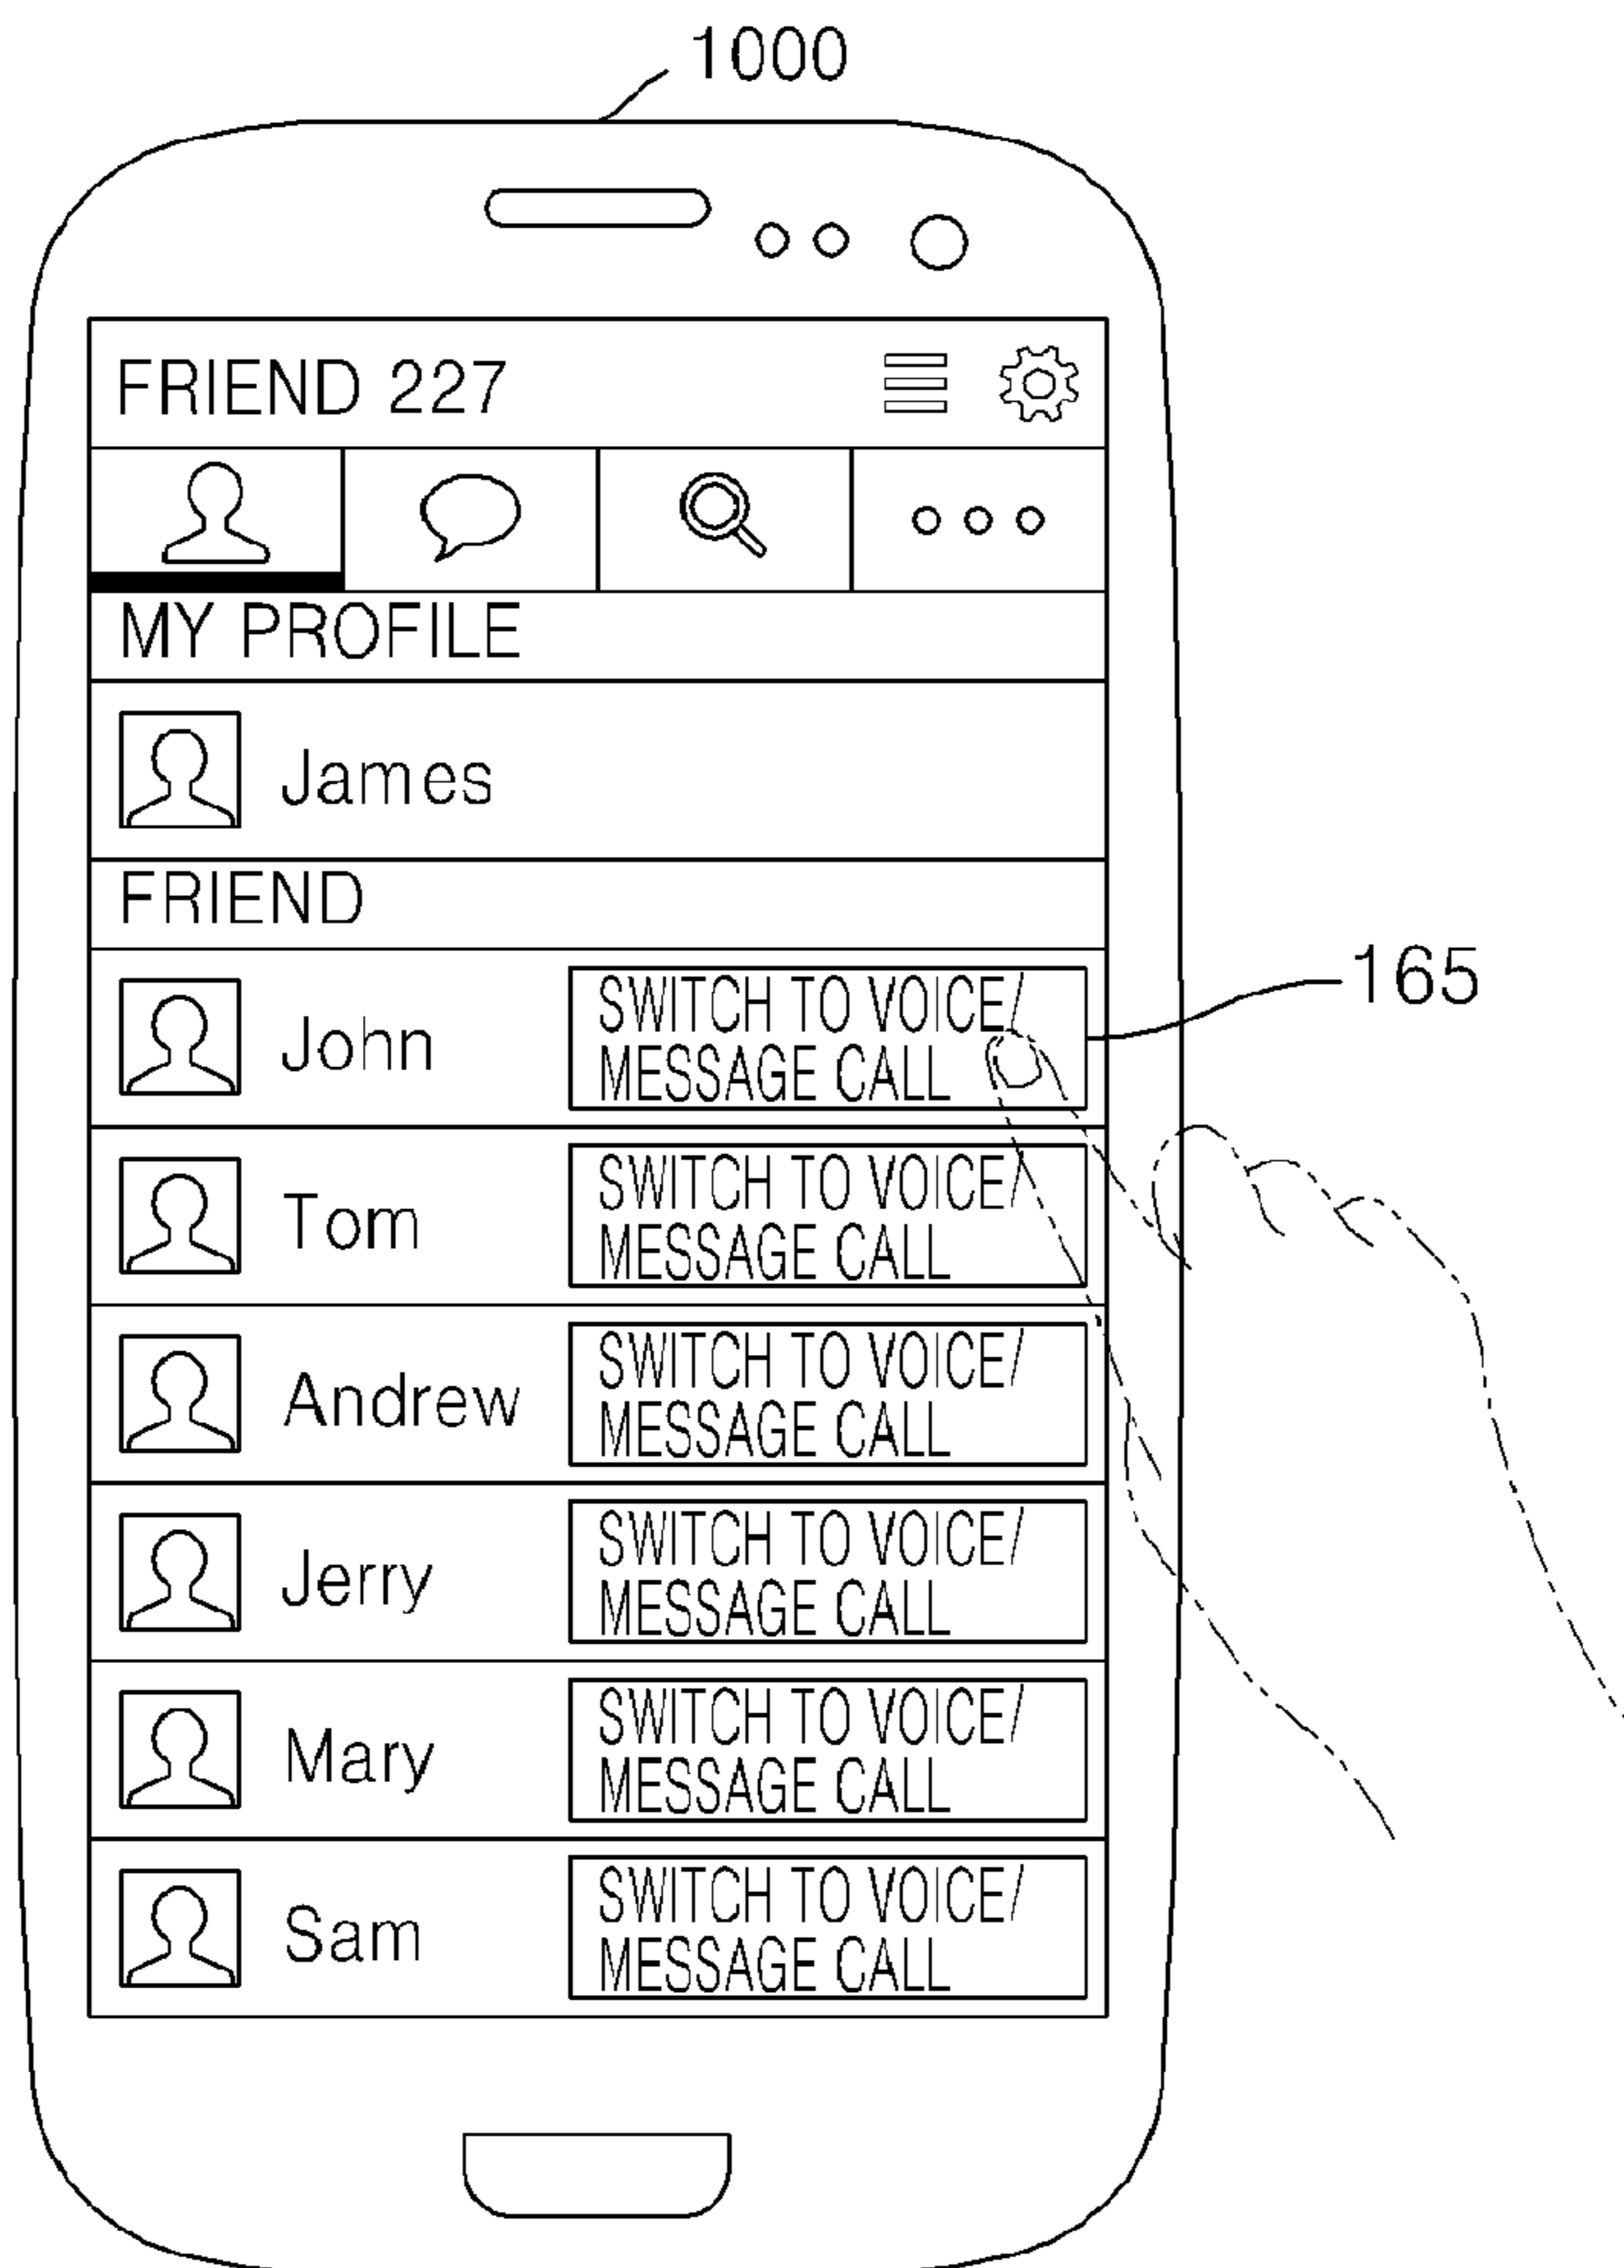 1000
FRIEND 227
MY PROFILE
James
FRIEND
John
SWITCH TO VOICE/
MESSAGE CALL
165
Tom
SWITCH TO VOICE/
MESSAGE CALL
Andrew
SWITCH TO VOICE/
MESSAGE CALL
Jerry
SWITCH TO VOICE/
MESSAGE CALL
Mary
SWITCH TO VOICE/
MESSAGE CALL
Sam
SWITCH TO VOICE/
MESSAGE CALL